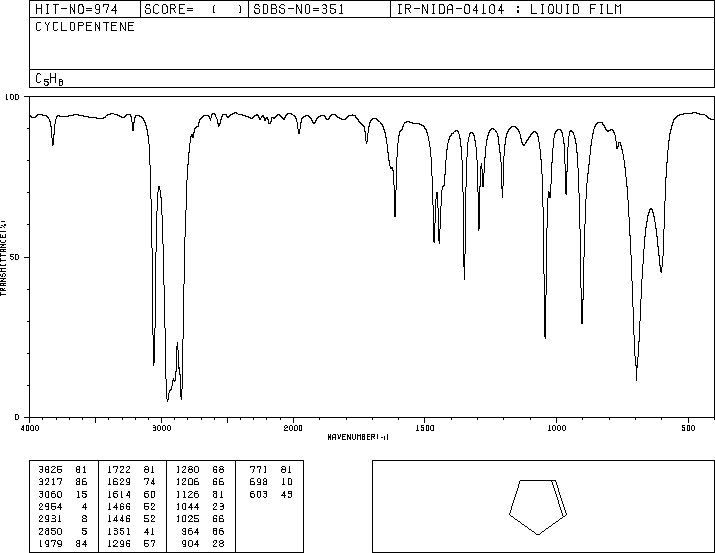 HIT-NO=974 SCORE= ( ) SDBS-NO=351 IR-NIDA-04104 : LIQUID FILM
CYCLOPENTENE
C5H8
100
50
0
TRANSMITTANCE(%)
4000 3000 2000 1500 1000 500
WAVENUMBER(-1)
3825 81 1722 81 1280 68 771 81
3217 86 1629 74 1206 66 698 10
3060 15 1614 60 1126 81 603 43
2954 4 1466 52 1044 23
2931 8 1446 52 1025 66
2850 5 1351 41 964 66
1979 84 1296 57 904 28